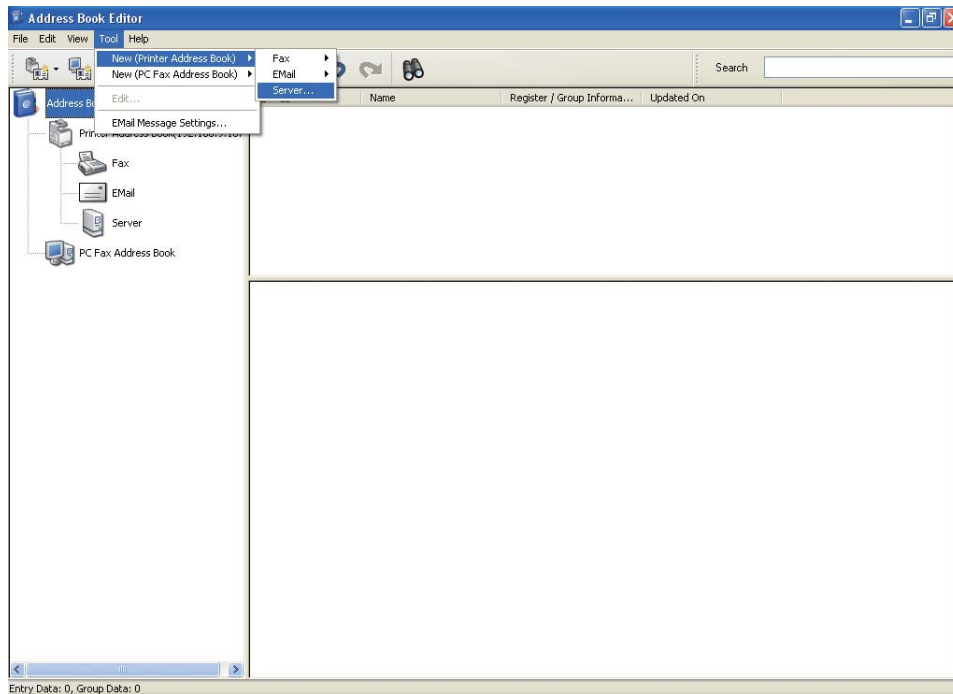 Address Book Editor
File Edit View Tool Help
New (Printer Address Book)
New (PC Fax Address Book)
Edit...
EMail Message Settings...
Fax
EMail
Server...
Search
Name Register / Group Informa... Updated On
Address B
Fax
EMail
Server
PC Fax Address Book
Entry Data: 0, Group Data: 0